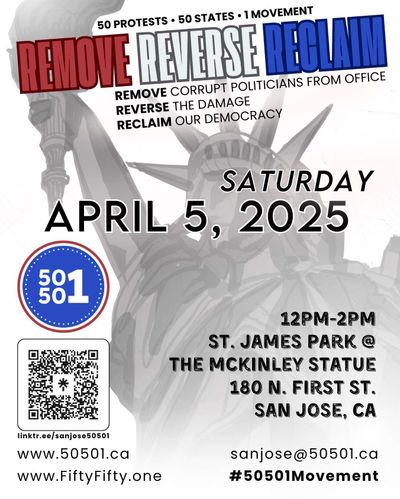 50 PROTESTS • 50 STATES • 1 MOVEMENT
REMOVE REVERSE RECLAIM
REMOVE CORRUPT POLITICIANS FROM OFFICE
REVERSE THE DAMAGE
RECLAIM OUR DEMOCRACY
SATURDAY
APRIL 5, 2025
50
501
12PM-2PM
ST. JAMES PARK @
THE MCKINLEY STATUE
180 N. FIRST ST.
SAN JOSE, CA
linktr.ee/sanjose50501
www.50501.ca
sanjose@50501.ca
www.FiftyFifty.one
#50501Movement